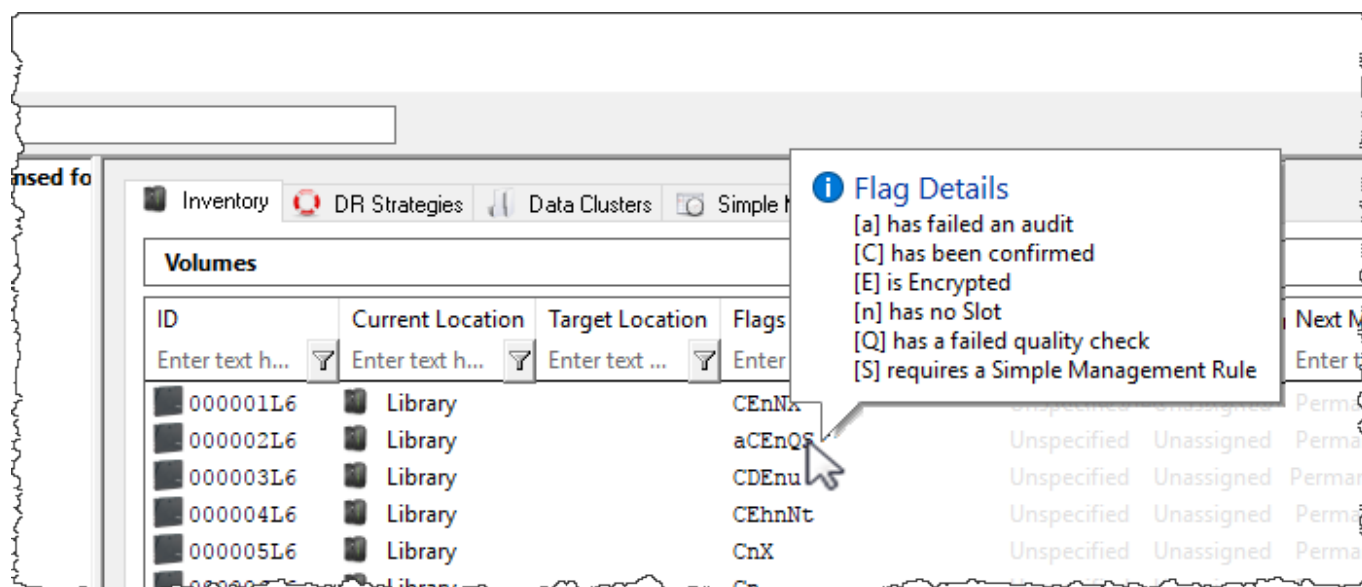 nsed fo
Inventory DR Strategies Data Clusters Simple
Flag Details
[a] has failed an audit
[C] has been confirmed
[E] is Encrypted
[n] has no Slot
[Q] has a failed quality check
[S] requires a Simple Management Rule
Volumes
ID Current Location Target Location Flags Next M
Enter text h... Enter text h... Enter text ... Enter Enter t
000001L6 Library CEnNX Unspecified Unassigned Perma
000002L6 Library aCEnQS Unspecified Unassigned Perma
000003L6 Library CDEnu Unspecified Unassigned Perman
000004L6 Library CEhnNt Unspecified Unassigned Perma
000005L6 Library CnX Unspecified Unassigned Perma
Library Cn